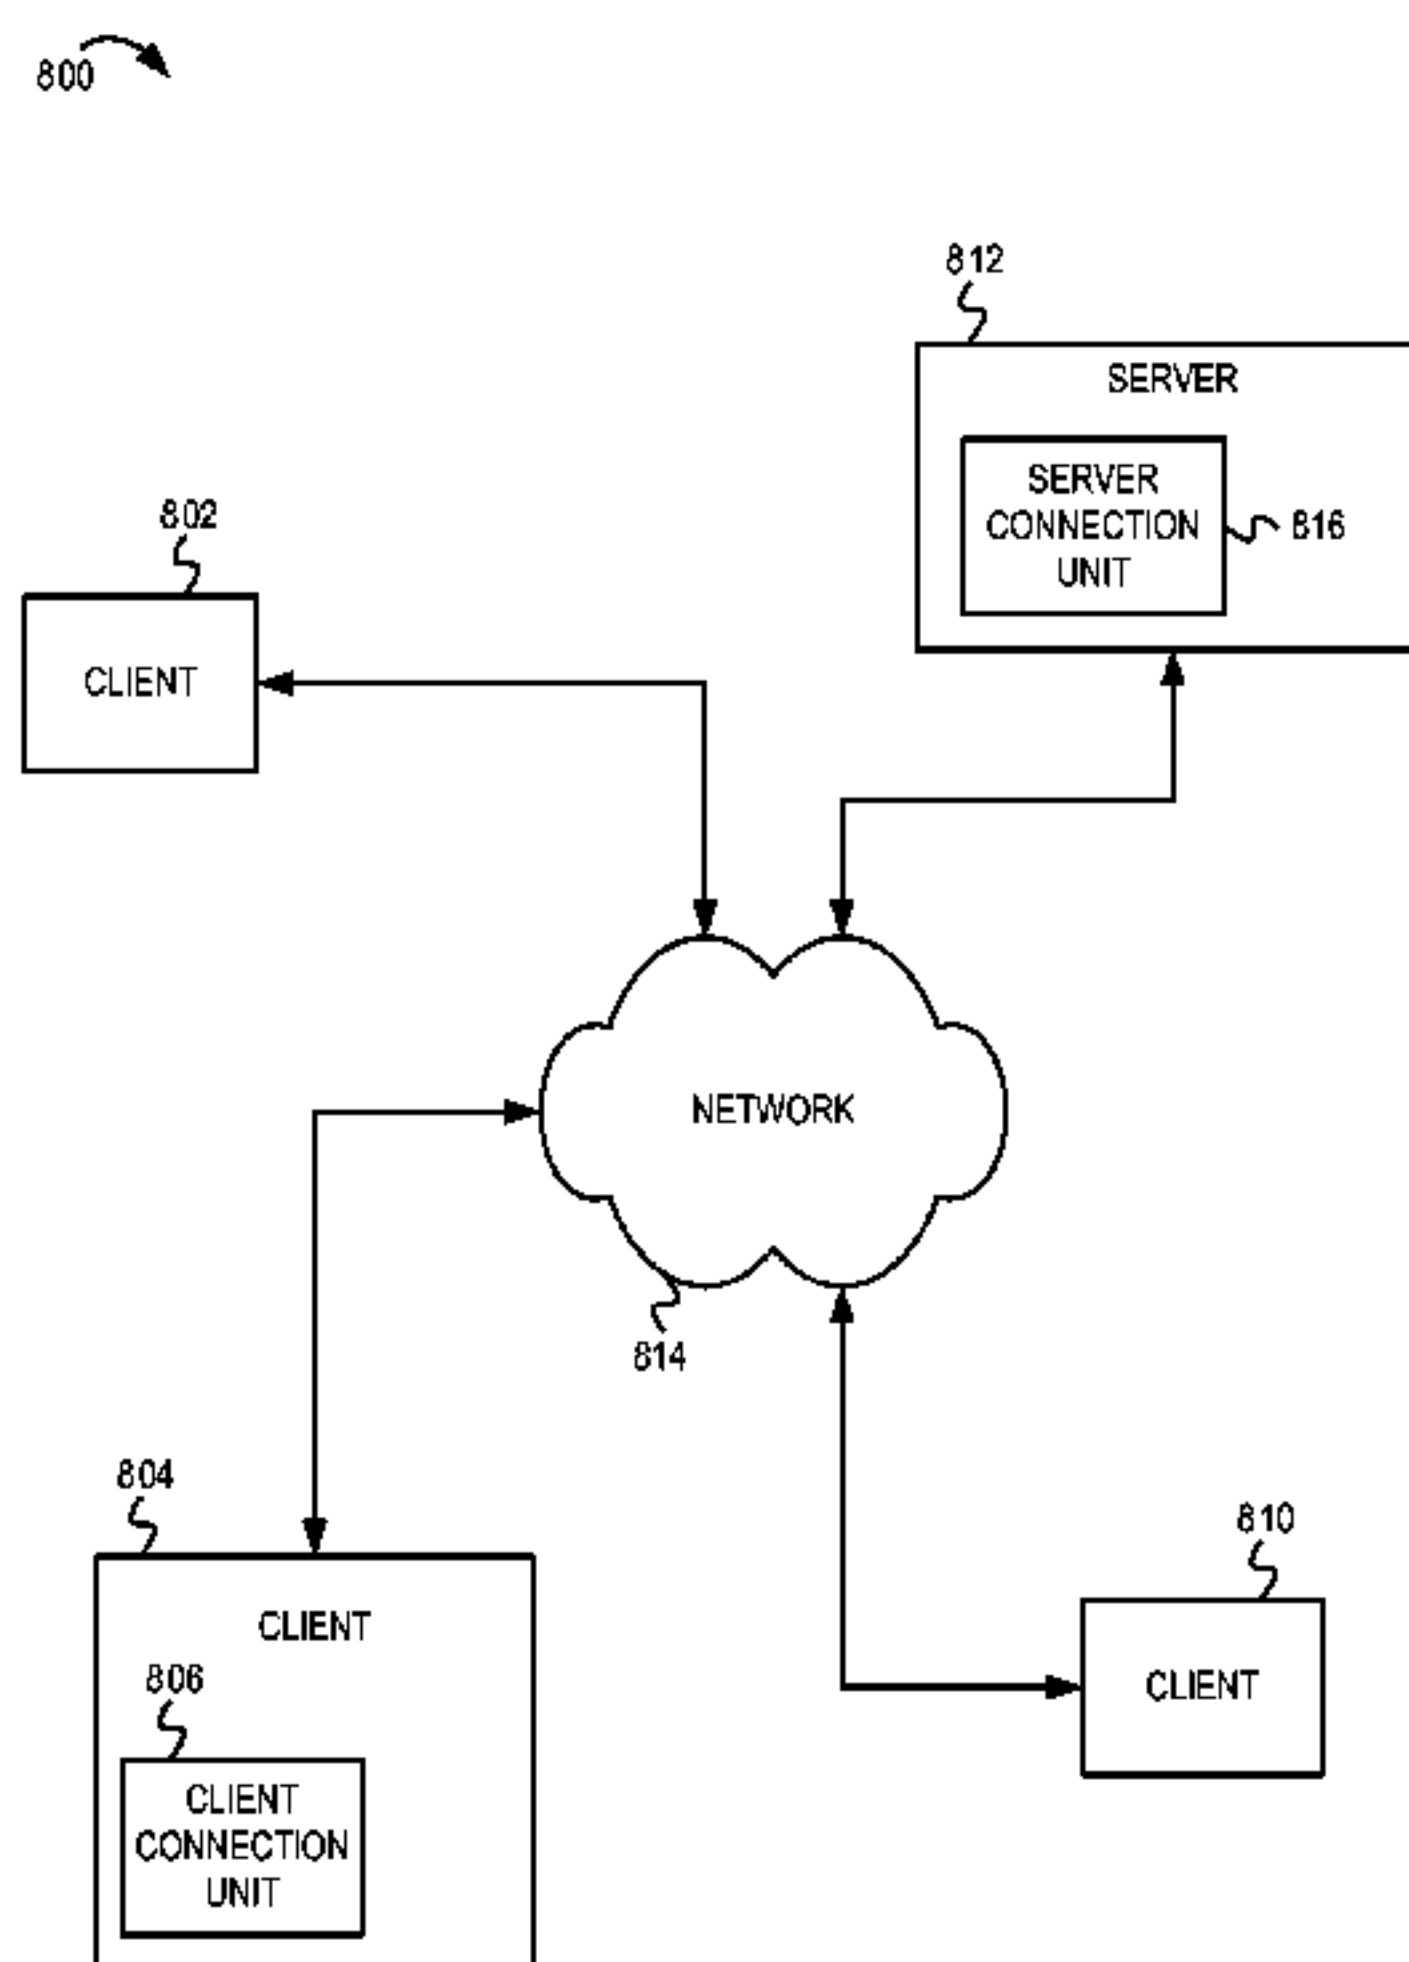 800
812
SERVER
SERVER
CONNECTION
UNIT
816
802
CLIENT
NETWORK
814
804
CLIENT
806
CLIENT
CONNECTION
UNIT
810
CLIENT